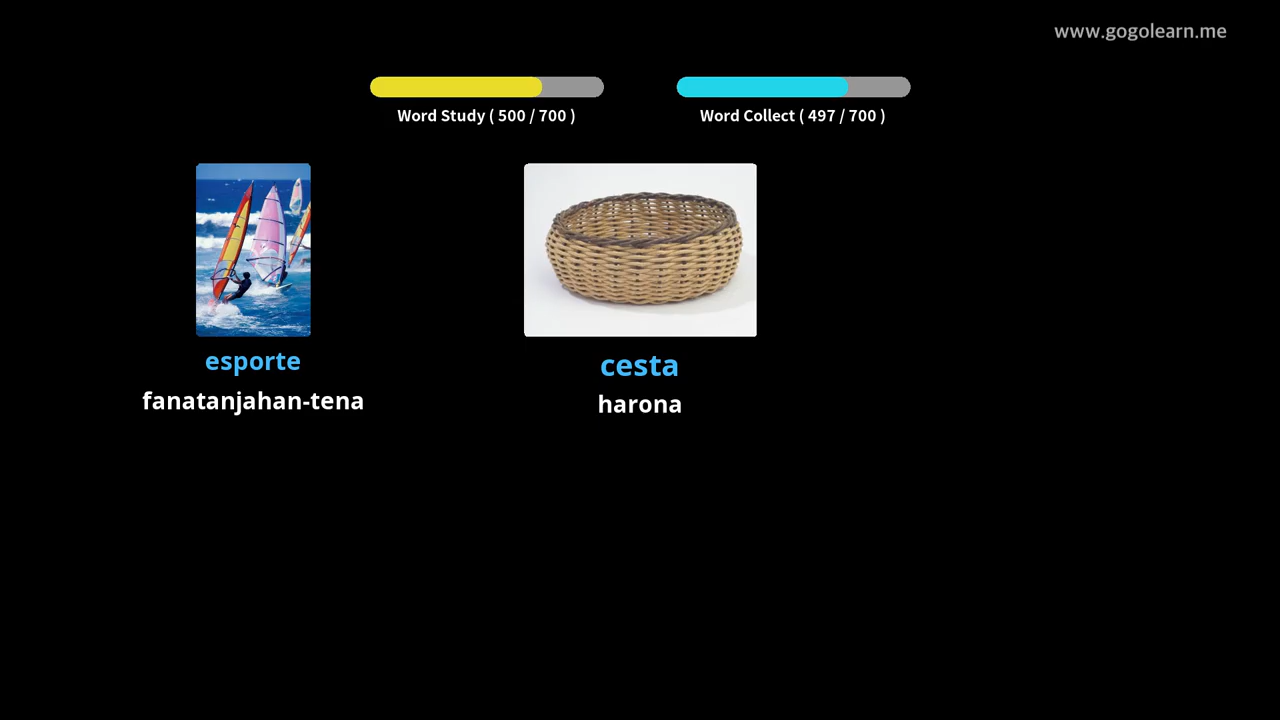 www.gogolearn.me
Word Study ( 500 / 700 )
Word Collect ( 497 / 700 )
esporte
fanatanjahan-tena
cesta
harona